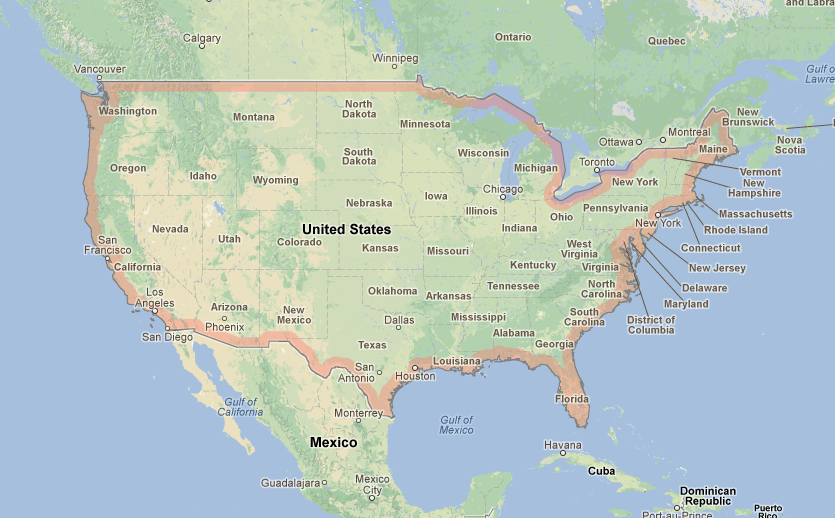 and Labra
Calgary
Ontario
Quebec
Winnipeg
Vancouver
Gulf o
Lawre
Washington
Montana
North
Dakota
Minnesota
New
Brunswick
Montreal
Ottawa
Nova
Scotia
Maine
Wisconsin
Michigan
Toronto
South
Dakota
Oregon
Idaho
Wyoming
Vermont
New
Hampshire
New York
Chicago
Iowa
Nebraska
Illinois
Ohio
Pennsylvania
Massachusetts
Indiana
New York
Rhode Island
Nevada
United States
Utah
Colorado
Kansas
Missouri
West
Virginia
Connecticut
San
Francisco
California
Kentucky
Virginia
New Jersey
Oklahoma
Arkansas
Tennessee
North
Carolina
Delaware
Maryland
Los
Angeles
Arizona
New
Mexico
Phoenix
Dallas
Mississippi
South
Carolina
District of
Columbia
San Diego
Alabama
Georgia
Texas
Louisiana
San
Antonio
Houston
Florida
Gulf of
California
Monterrey
Gulf of
Mexico
Mexico
Havana
Cuba
Guadalajara
Mexico
City
Dominican
Republic
Port-au-Prince
Puerto
Rico